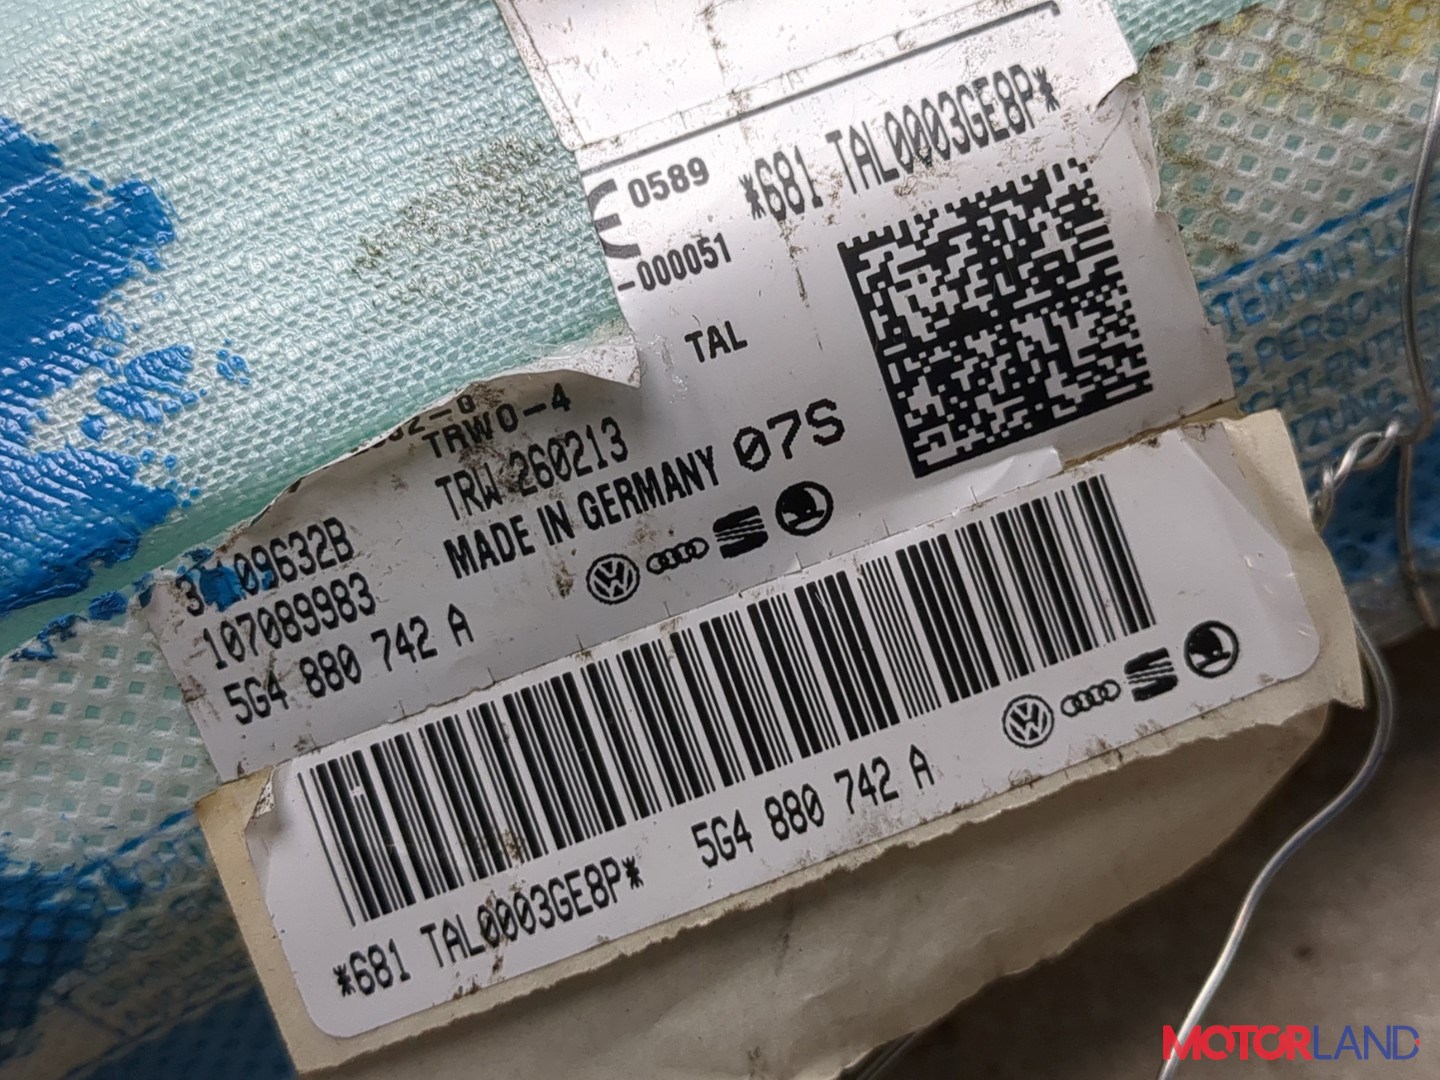 *681 TAL0003GE8P*
0589
-000051
TAL
TRWO-4
TRW 260213
MADE IN GERMANY 07S
09632B
107089983
5G4 880 742 A
*681 TAL0003GE8P* 5G4 880 742 A
MOTORLAND